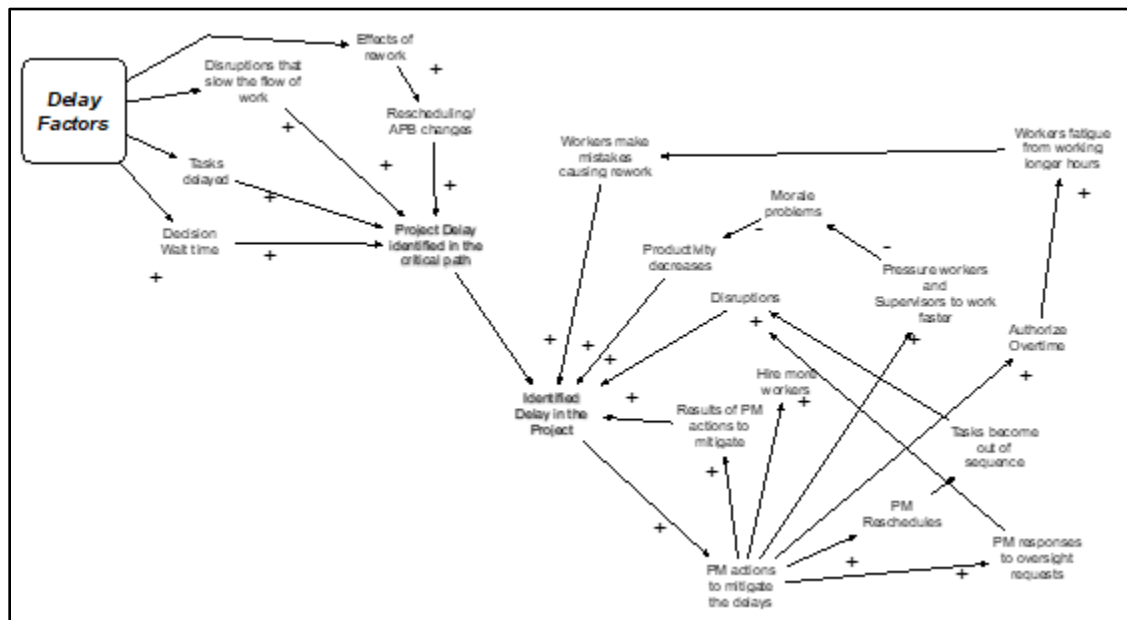 Delay
Factors
Effects of
rework
+
Disruptions that
slow the flow of
work
+
Rescheduling/
APB changes
+
+
Tasks
delayed
+
Decision
Wait time
+
+
Project Delay
identified in the
critical path
Workers make
mistakes
causing rework
Workers fatigue
from working
longer hours
+
Morale
problems
-
-
Productivity
decreases
Pressure workers
and
Supervisors to work
faster
+
Disruptions
+
Authorize
Overtime
+
+
+
+
Hire more
workers
+
+
Identified
Delay in the
Project
Results of PM
actions to
mitigate
+
Tasks become
out of
sequence
PM
Reschedules
+
+
PM actions
to mitigate
the delays
PM responses
to oversight
requests
+